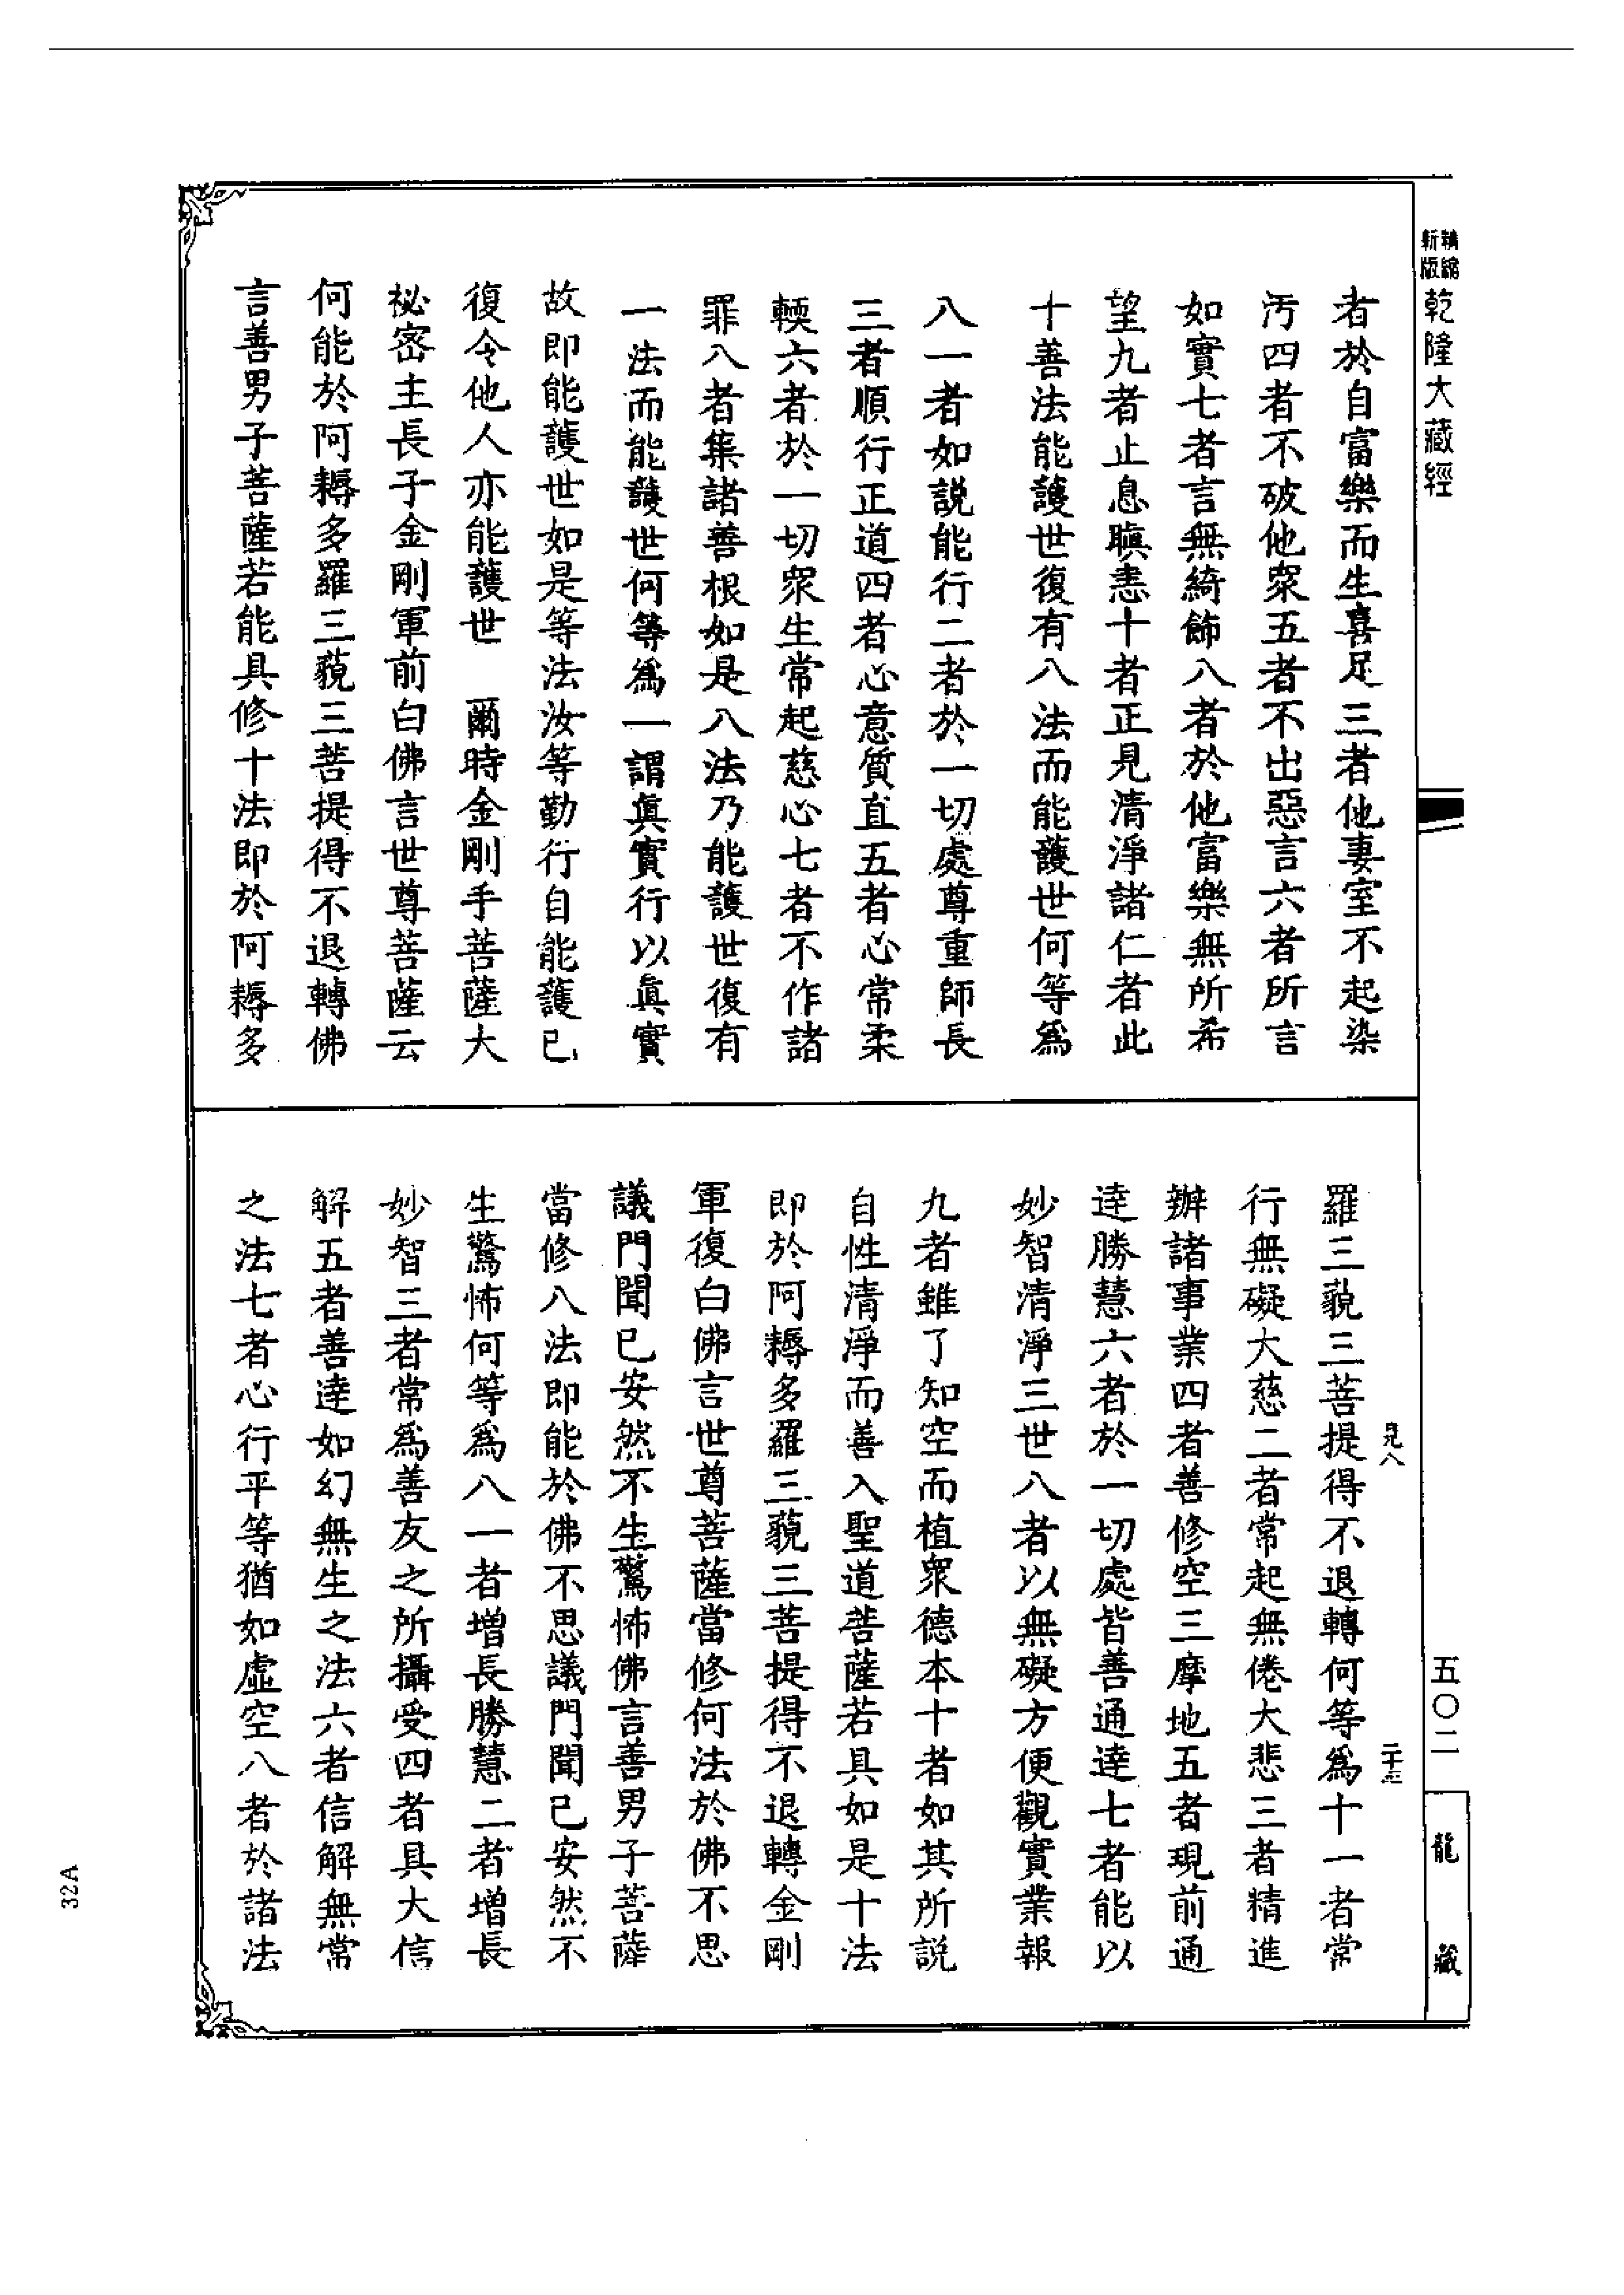 新版精縮
乾隆大藏經
者於自富樂而生喜足三者他妻室不起染
汚四者不破他眾五者不出惡言六者所言
如實七者言無綺飾八者於他富樂無所希
望九者止息瞋恚十者正見清淨諸仁者此
十善法能護世復有八法而能護世何等為
八一者如說能行二者於一切處尊重師長
三者順行正道四者心意質直五者心常柔
輭六者於一切眾生常起慈心七者不作諸
罪八者集諸善根如是八法乃能護世復有
一法而能護世何等為一謂真實行以真實
故即能護世如是等法汝等勤行自能護已
復令他人亦能護世　爾時金剛手菩薩大
祕密主長子金剛軍前白佛言世尊菩薩云
何能於阿耨多羅三藐三菩提得不退轉佛
言善男子菩薩若能具修十法即於阿耨多
羅三藐三菩提得不退轉何等為十一者常
行無礙大慈二者常起無倦大悲三者精進
辦諸事業四者善修空三摩地五者現前通
達勝慧六者於一切處皆善通達七者能以
妙智清淨三世八者以無礙方便觀實業報
九者雖了知空而植眾德本十者如其所說
自性清淨而善入聖道菩薩若具如是十法
即於阿耨多羅三藐三菩提得不退轉金剛
軍復白佛言世尊菩薩當修何法於佛不思
議門聞已安然不生驚怖佛言善男子菩薩
當修八法即能於佛不思議門聞已安然不
生驚怖何等為八一者增長勝慧二者增長
妙智三者常為善友之所攝受四者具大信
解五者善達如幻無生之法六者信解無常
之法七者心行平等猶如虛空八者於諸法
五〇二
龍藏
32A